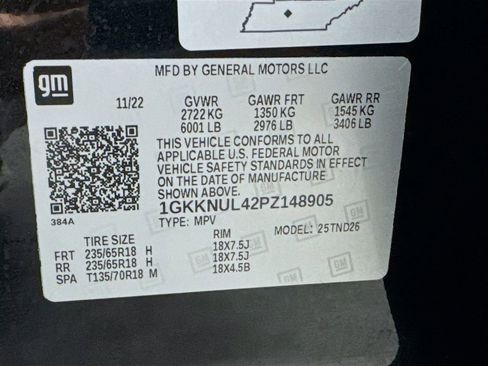 gm
MFD BY GENERAL MOTORS LLC
11/22 GVWR GAWR FRT GAWR RR
2722 KG 1350 KG 1545 KG
6001 LB 2976 LB 3406 LB
THIS VEHICLE CONFORMS TO ALL
APPLICABLE U.S. FEDERAL MOTOR
VEHICLE SAFETY STANDARDS IN EFFECT
ON THE DATE OF MANUFACTURE
SHOWN ABOVE.
1GKKNUL42PZ148905
384A
TYPE: MPV MODEL: 25TND26
TIRE SIZE RIM
FRT 235/65R18 H 18X7.5J
RR 235/65R18 H 18X7.5J
SPA T135/70R18 M 18X4.5B